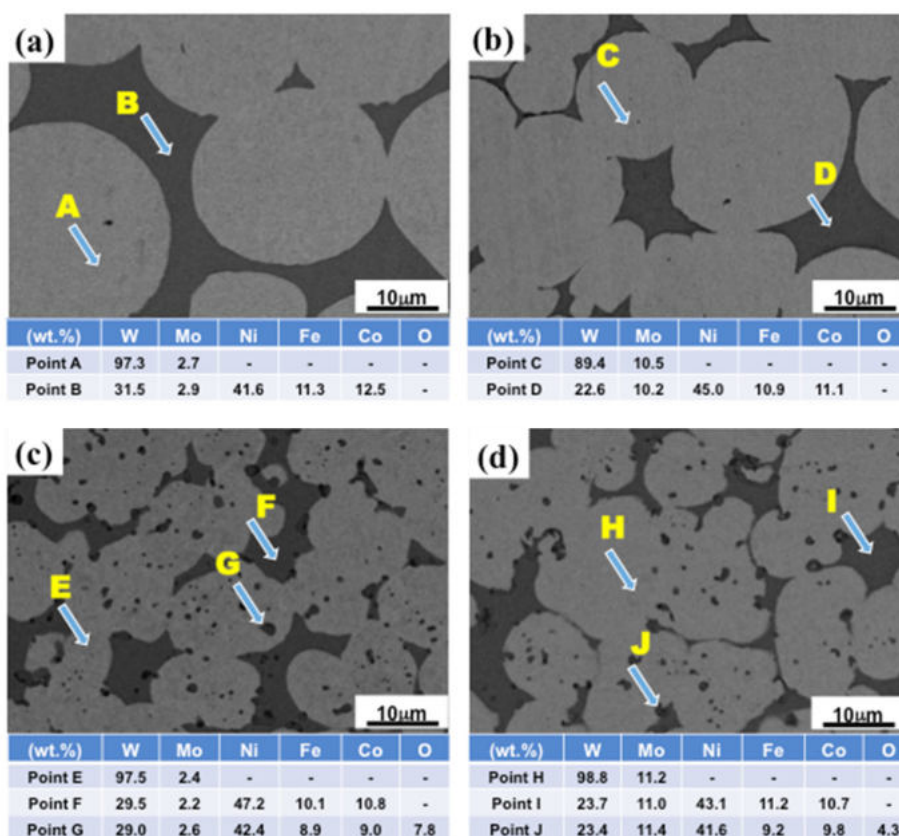 (a)
B
A
10μm
(wt.%) W Mo Ni Fe Co O
Point A 97.3 2.7 - - - -
Point B 31.5 2.9 41.6 11.3 12.5 -
(b)
C
D
10μm
(wt.%) W Mo Ni Fe Co O
Point C 89.4 10.5 - - - -
Point D 22.6 10.2 45.0 10.9 11.1 -
(c)
F
G
E
10μm
(wt.%) W Mo Ni Fe Co O
Point E 97.5 2.4 - - - -
Point F 29.5 2.2 47.2 10.1 10.8 -
Point G 29.0 2.6 42.4 8.9 9.0 7.8
(d)
I
H
J
10μm
(wt.%) W Mo Ni Fe Co O
Point H 98.8 11.2 - - - -
Point I 23.7 11.0 43.1 11.2 10.7 -
Point J 23.4 11.4 41.6 9.2 9.8 4.3